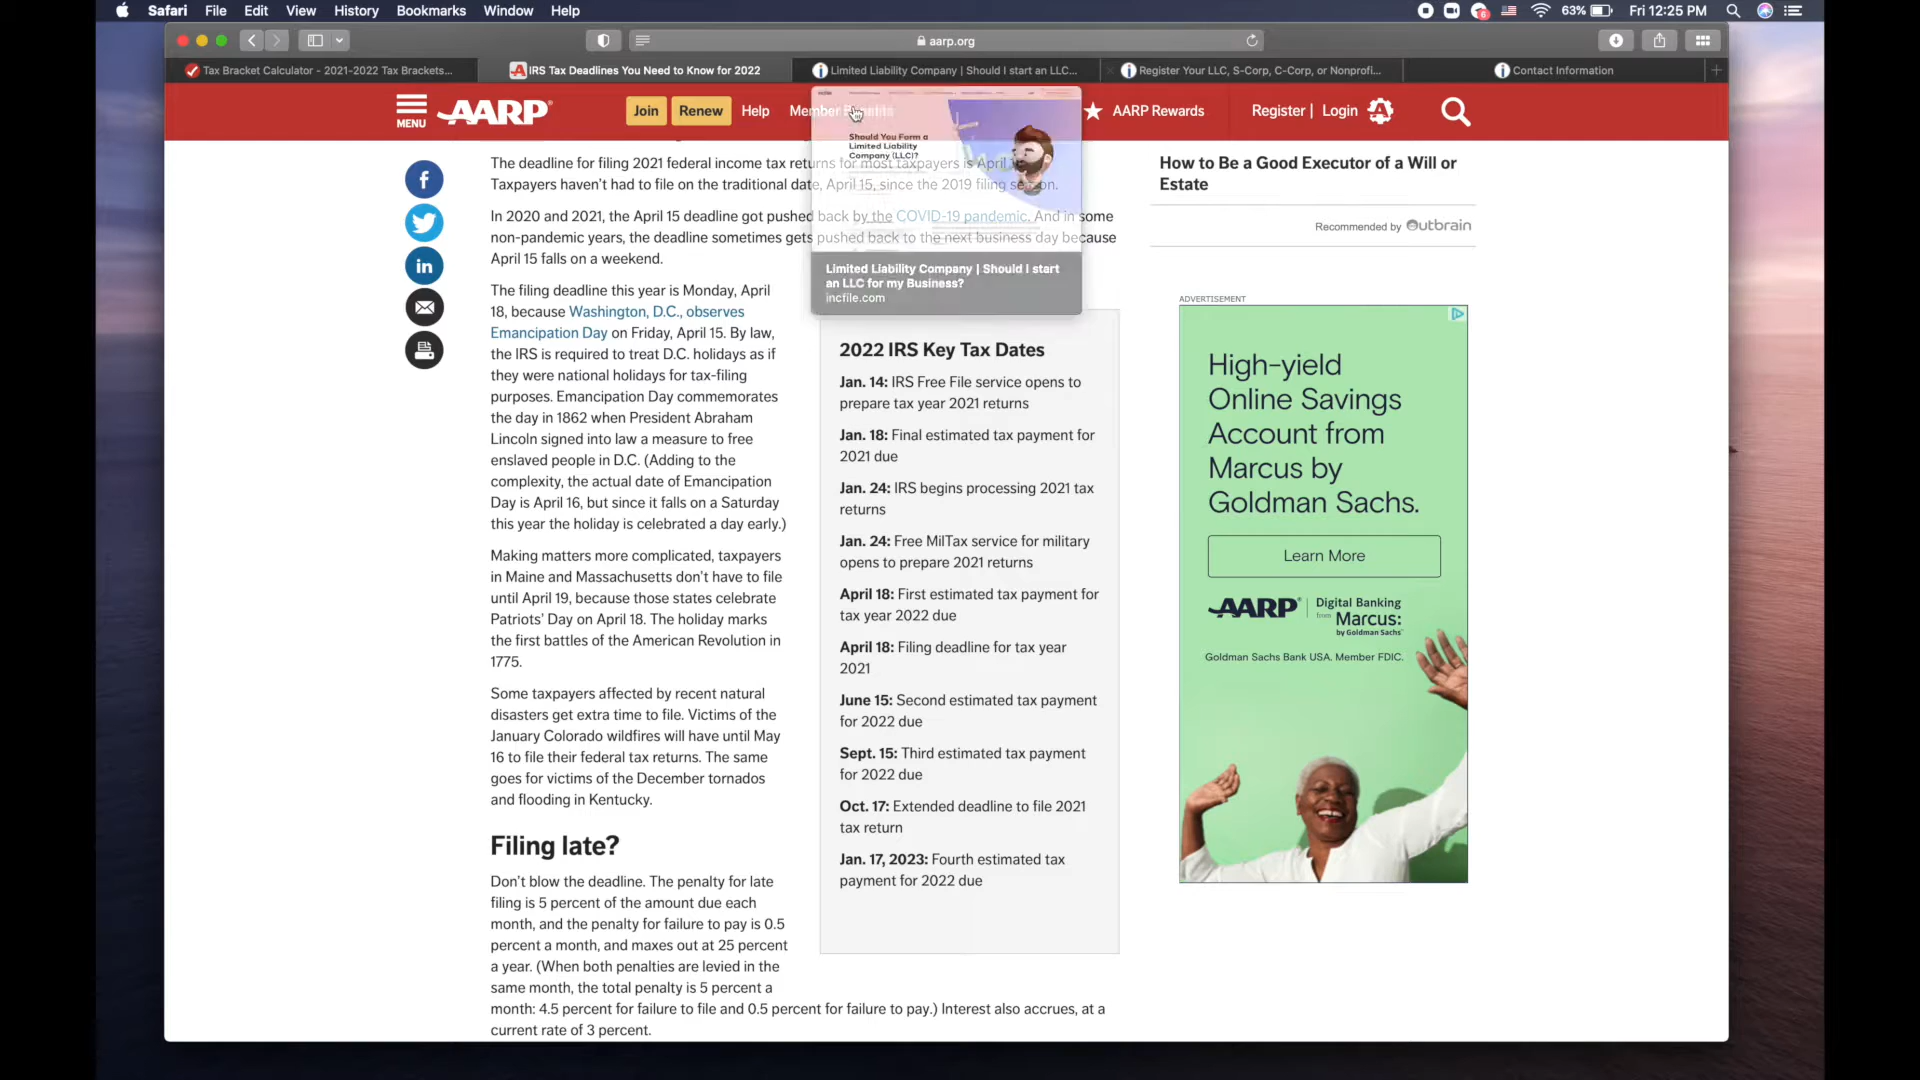 Safari File Edit View History Bookmarks Window Help
63% Fri 12:25 PM
aarp.org
Tax Bracket Calculator - 2021-2022 Tax Brackets...
IRS Tax Deadlines You Need to Know for 2022
Limited Liability Company | Should I start an LLC...
Register Your LLC, S-Corp, C-Corp, or Nonprofi...
Contact Information
MENU
AARP
Join
Renew
Help
Member Benefits
AARP Rewards
Register | Login
Should You Form a
Limited Liability
Company (LLC)?
Limited Liability Company | Should I start
an LLC for my Business?
incfile.com
The deadline for filing 2021 federal income tax returns for most taxpayers is April
Taxpayers haven't had to file on the traditional date, April 15, since the 2019 filing season.
In 2020 and 2021, the April 15 deadline got pushed back by the COVID-19 pandemic. And in some
non-pandemic years, the deadline sometimes gets pushed back to the next business day because
April 15 falls on a weekend.
The filing deadline this year is Monday, April
18, because Washington, D.C., observes
Emancipation Day on Friday, April 15. By law,
the IRS is required to treat D.C. holidays as if
they were national holidays for tax-filing
purposes. Emancipation Day commemorates
the day in 1862 when President Abraham
Lincoln signed into law a measure to free
enslaved people in D.C. (Adding to the
complexity, the actual date of Emancipation
Day is April 16, but since it falls on a Saturday
this year the holiday is celebrated a day early.)
Making matters more complicated, taxpayers
in Maine and Massachusetts don't have to file
until April 19, because those states celebrate
Patriots' Day on April 18. The holiday marks
the first battles of the American Revolution in
1775.
Some taxpayers affected by recent natural
disasters get extra time to file. Victims of the
January Colorado wildfires will have until May
16 to file their federal tax returns. The same
goes for victims of the December tornados
and flooding in Kentucky.
Filing late?
Don't blow the deadline. The penalty for late
filing is 5 percent of the amount due each
month, and the penalty for failure to pay is 0.5
percent a month, and maxes out at 25 percent
a year. (When both penalties are levied in the
same month, the total penalty is 5 percent a
month: 4.5 percent for failure to file and 0.5 percent for failure to pay.) Interest also accrues, at a
current rate of 3 percent.
2022 IRS Key Tax Dates
Jan. 14: IRS Free File service opens to
prepare tax year 2021 returns
Jan. 18: Final estimated tax payment for
2021 due
Jan. 24: IRS begins processing 2021 tax
returns
Jan. 24: Free MilTax service for military
opens to prepare 2021 returns
April 18: First estimated tax payment for
tax year 2022 due
April 18: Filing deadline for tax year
2021
June 15: Second estimated tax payment
for 2022 due
Sept. 15: Third estimated tax payment
for 2022 due
Oct. 17: Extended deadline to file 2021
tax return
Jan. 17, 2023: Fourth estimated tax
payment for 2022 due
How to Be a Good Executor of a Will or
Estate
Recommended by Outbrain
ADVERTISEMENT
High-yield
Online Savings
Account from
Marcus by
Goldman Sachs.
Learn More
AARP
Digital Banking
from Marcus:
by Goldman Sachs
Goldman Sachs Bank USA. Member FDIC.